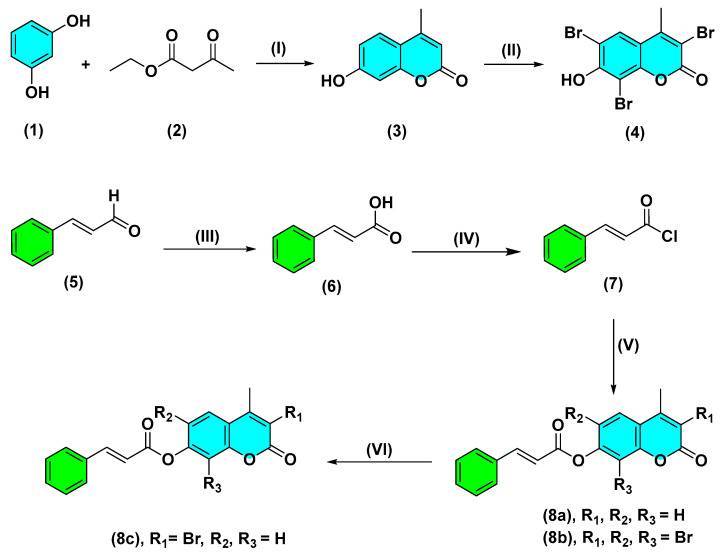 OH
OH
+
O
O
O
(I)
HO
O
O
(II)
Br
Br
HO
O
O
Br
(1)
(2)
(3)
(4)
H
O
(III)
OH
O
(IV)
O
Cl
(5)
(6)
(7)
(V)
R2
R1
O
O
O
O
R3
(VI)
R2
R1
O
O
O
O
R3
(8c), R1= Br, R2, R3 = H
(8a), R1, R2, R3 = H
(8b), R1, R2, R3 = Br